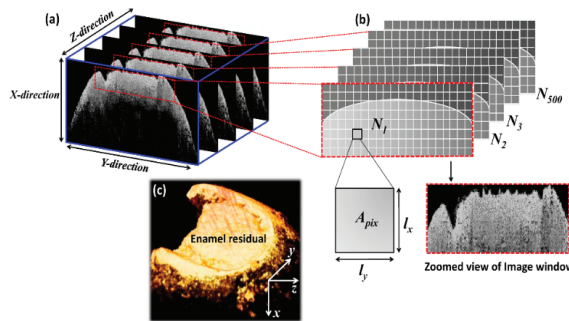 (a)
Z-direction
X-direction
Y-direction
(b)
N1
N2
N3
N500
Apix
lx
ly
Zoomed view of Image window
(c)
Enamel residual
y
z
x